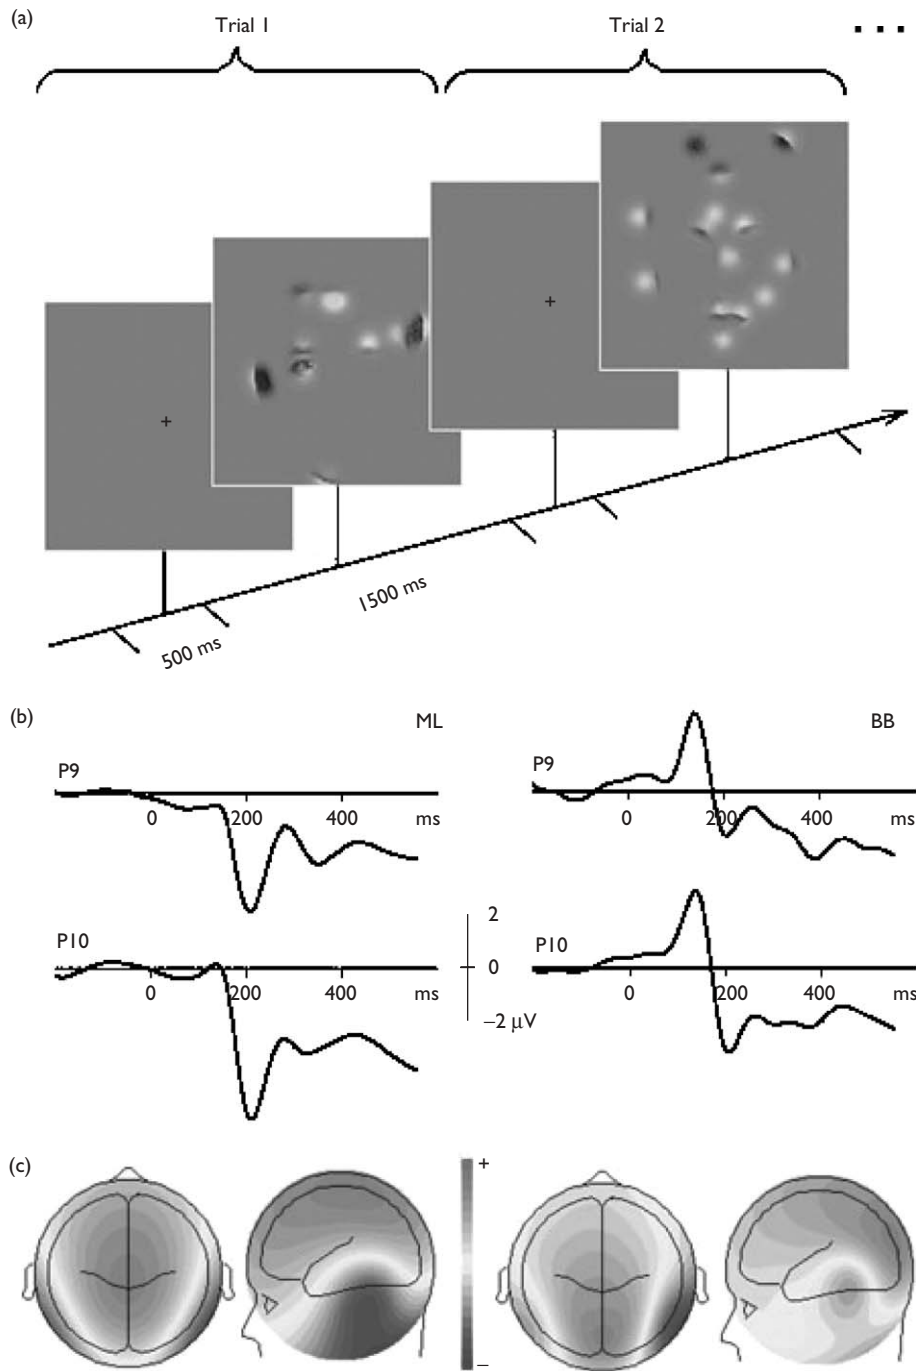 (a)
Trial 1
Trial 2
. . .
+
+
500 ms
1500 ms
(b)
ML
BB
P9
0
200
400
ms
P9
0
200
400
ms
P10
0
200
400
ms
2
0
−2 µV
P10
0
200
400
ms
(c)
+
−